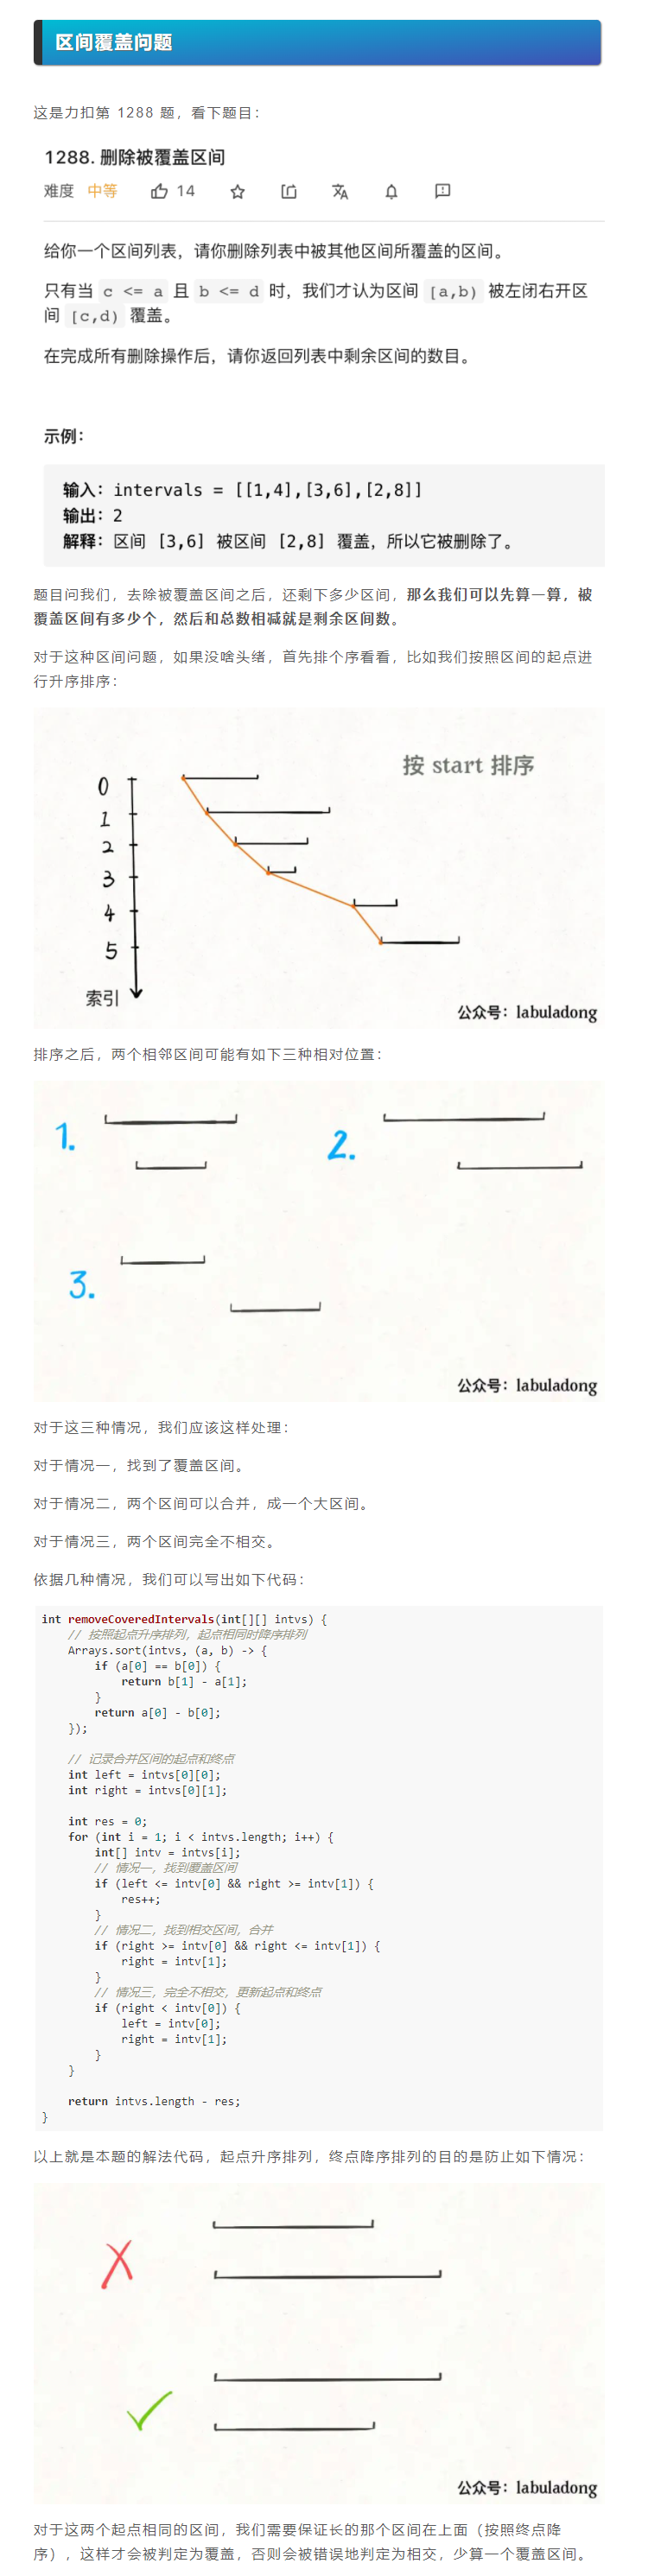 区间覆盖问题
这是力扣第 1288 题，看下题目：
1288. 删除被覆盖区间
难度 中等 14
给你一个区间列表，请你删除列表中被其他区间所覆盖的区间。
只有当 c <= a 且 b <= d 时，我们才认为区间 [a,b) 被左闭右开区
间 [c,d) 覆盖。
在完成所有删除操作后，请你返回列表中剩余区间的数目。
示例：
输入：intervals = [[1,4],[3,6],[2,8]]
输出：2
解释：区间 [3,6] 被区间 [2,8] 覆盖，所以它被删除了。
题目问我们，去除被覆盖区间之后，还剩下多少区间，那么我们可以先算一算，被
覆盖区间有多少个，然后和总数相减就是剩余区间数。
对于这种区间问题，如果没啥头绪，首先排个序看看，比如我们按照区间的起点进
行升序排序：
按 start 排序
0
1
2
3
4
5
索引
公众号：labuladong
排序之后，两个相邻区间可能有如下三种相对位置：
1.
2.
3.
公众号：labuladong
对于这三种情况，我们应该这样处理：
对于情况一，找到了覆盖区间。
对于情况二，两个区间可以合并，成一个大区间。
对于情况三，两个区间完全不相交。
依据几种情况，我们可以写出如下代码：
int removeCoveredIntervals(int[][] intvs) {
// 按照起点升序排列，起点相同时降序排列
Arrays.sort(intvs, (a, b) -> {
if (a[0] == b[0]) {
return b[1] - a[1];
}
return a[0] - b[0];
});
// 记录合并区间的起点和终点
int left = intvs[0][0];
int right = intvs[0][1];
int res = 0;
for (int i = 1; i < intvs.length; i++) {
int[] intv = intvs[i];
// 情况一，找到覆盖区间
if (left <= intv[0] && right >= intv[1]) {
res++;
}
// 情况二，找到相交区间，合并
if (right >= intv[0] && right <= intv[1]) {
right = intv[1];
}
// 情况三，完全不相交，更新起点和终点
if (right < intv[0]) {
left = intv[0];
right = intv[1];
}
}
return intvs.length - res;
}
以上就是本题的解法代码，起点升序排列，终点降序排列的目的是防止如下情况：
公众号：labuladong
对于这两个起点相同的区间，我们需要保证长的那个区间在上面（按照终点降
序），这样才会被判定为覆盖，否则会被错误地判定为相交，少算一个覆盖区间。